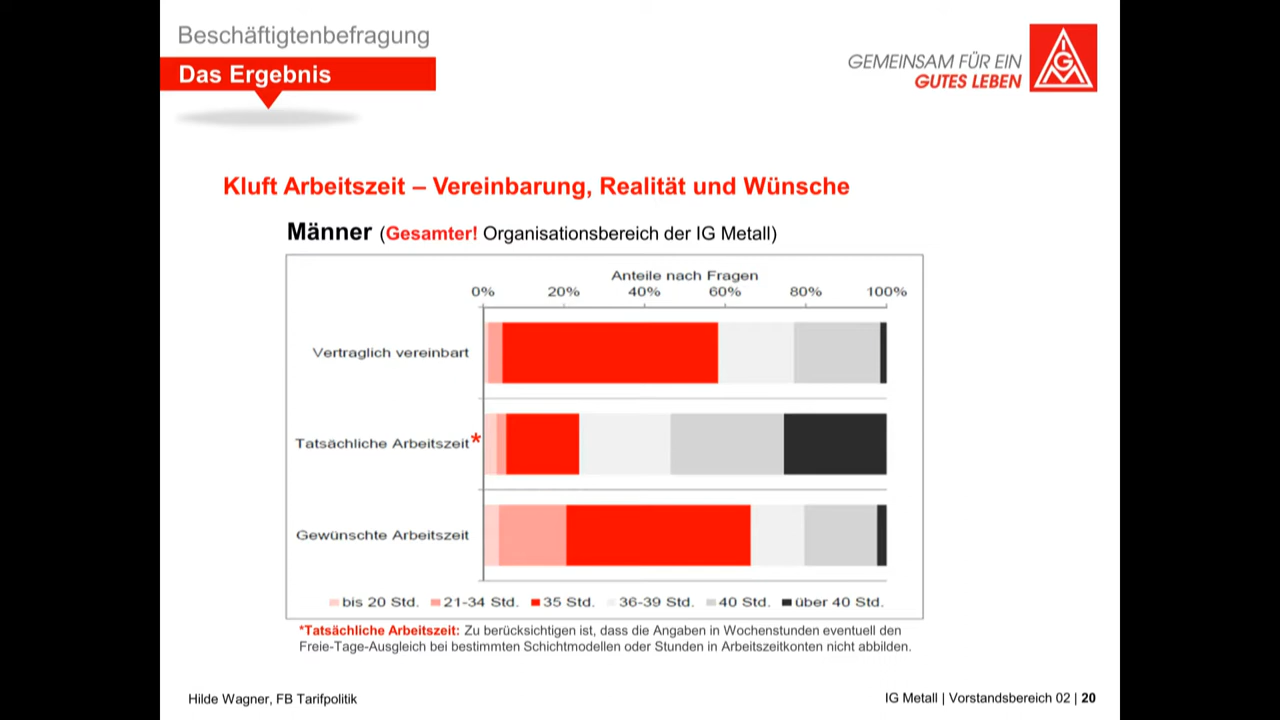 Beschäftigtenbefragung
Das Ergebnis
GEMEINSAM FÜR EIN
GUTES LEBEN
IGM
Kluft Arbeitszeit – Vereinbarung, Realität und Wünsche
Männer (Gesamter! Organisationsbereich der IG Metall)
Anteile nach Fragen
0% 20% 40% 60% 80% 100%
Vertraglich vereinbart
Tatsächliche Arbeitszeit*
Gewünschte Arbeitszeit
bis 20 Std. 21-34 Std. 35 Std. 36-39 Std. 40 Std. über 40 Std.
*Tatsächliche Arbeitszeit: Zu berücksichtigen ist, dass die Angaben in Wochenstunden eventuell den
Freie-Tage-Ausgleich bei bestimmten Schichtmodellen oder Stunden in Arbeitszeitkonten nicht abbilden.
Hilde Wagner, FB Tarifpolitik
IG Metall | Vorstandsbereich 02 | 20